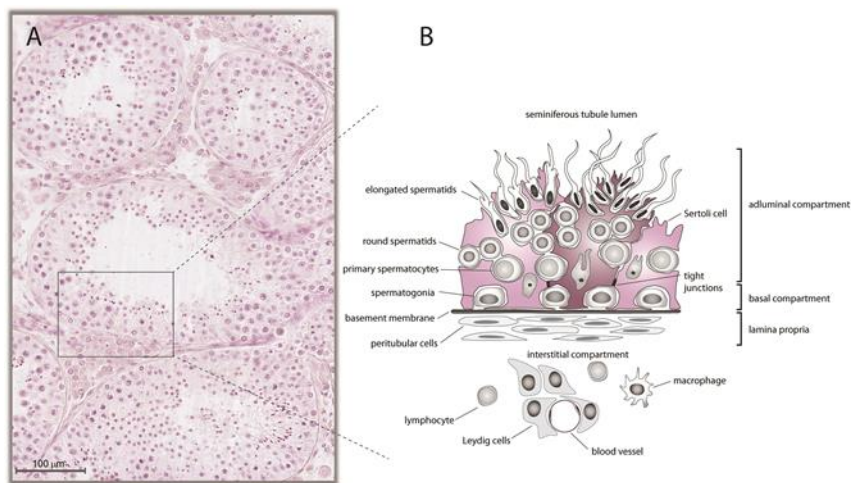 A
B
seminiferous tubule lumen
elongated spermatids
Sertoli cell
adluminal compartment
round spermatids
primary spermatocytes
tight
junctions
spermatogonia
basal compartment
basement membrane
lamina propria
peritubular cells
interstitial compartment
macrophage
lymphocyte
Leydig cells
blood vessel
100 µm